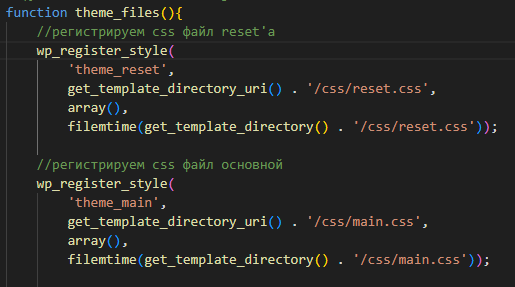 function theme_files(){
//регистрируем css файл reset'а
wp_register_style(
'theme_reset',
get_template_directory_uri() . '/css/reset.css',
array(),
filemtime(get_template_directory() . '/css/reset.css'));
//регистрируем css файл основной
wp_register_style(
'theme_main',
get_template_directory_uri() . '/css/main.css',
array(),
filemtime(get_template_directory() . '/css/main.css'));